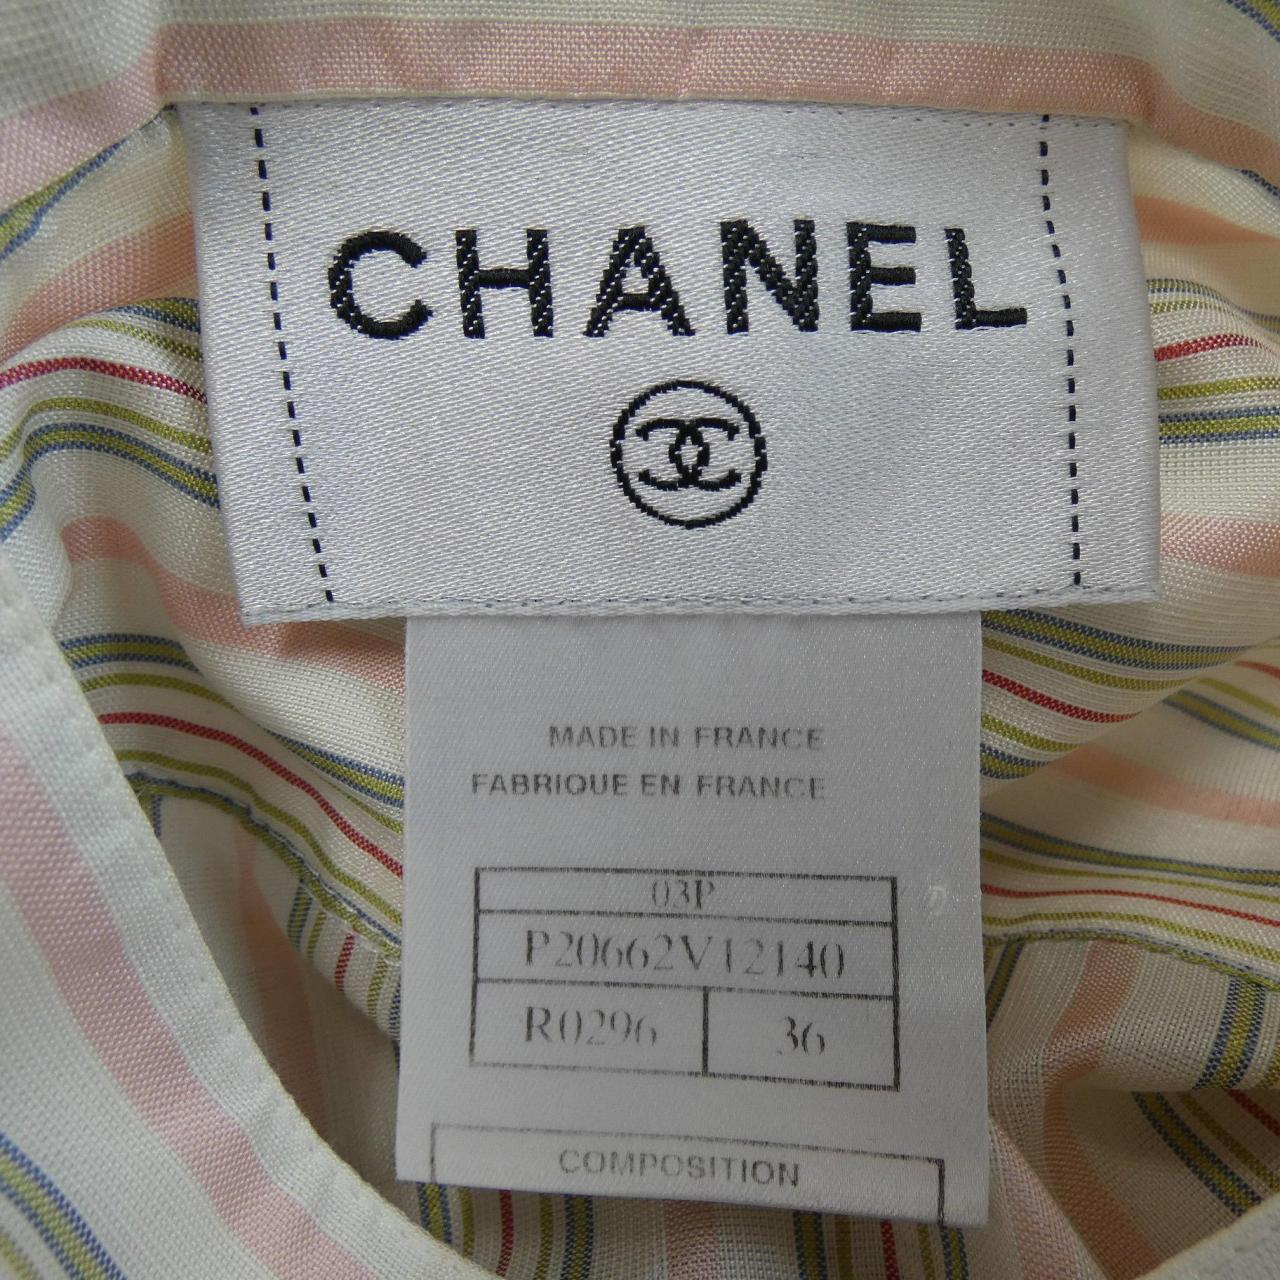 CHANEL
MADE IN FRANCE
FABRIQUE EN FRANCE
03P
P20662V12140
R0296 36
COMPOSITION